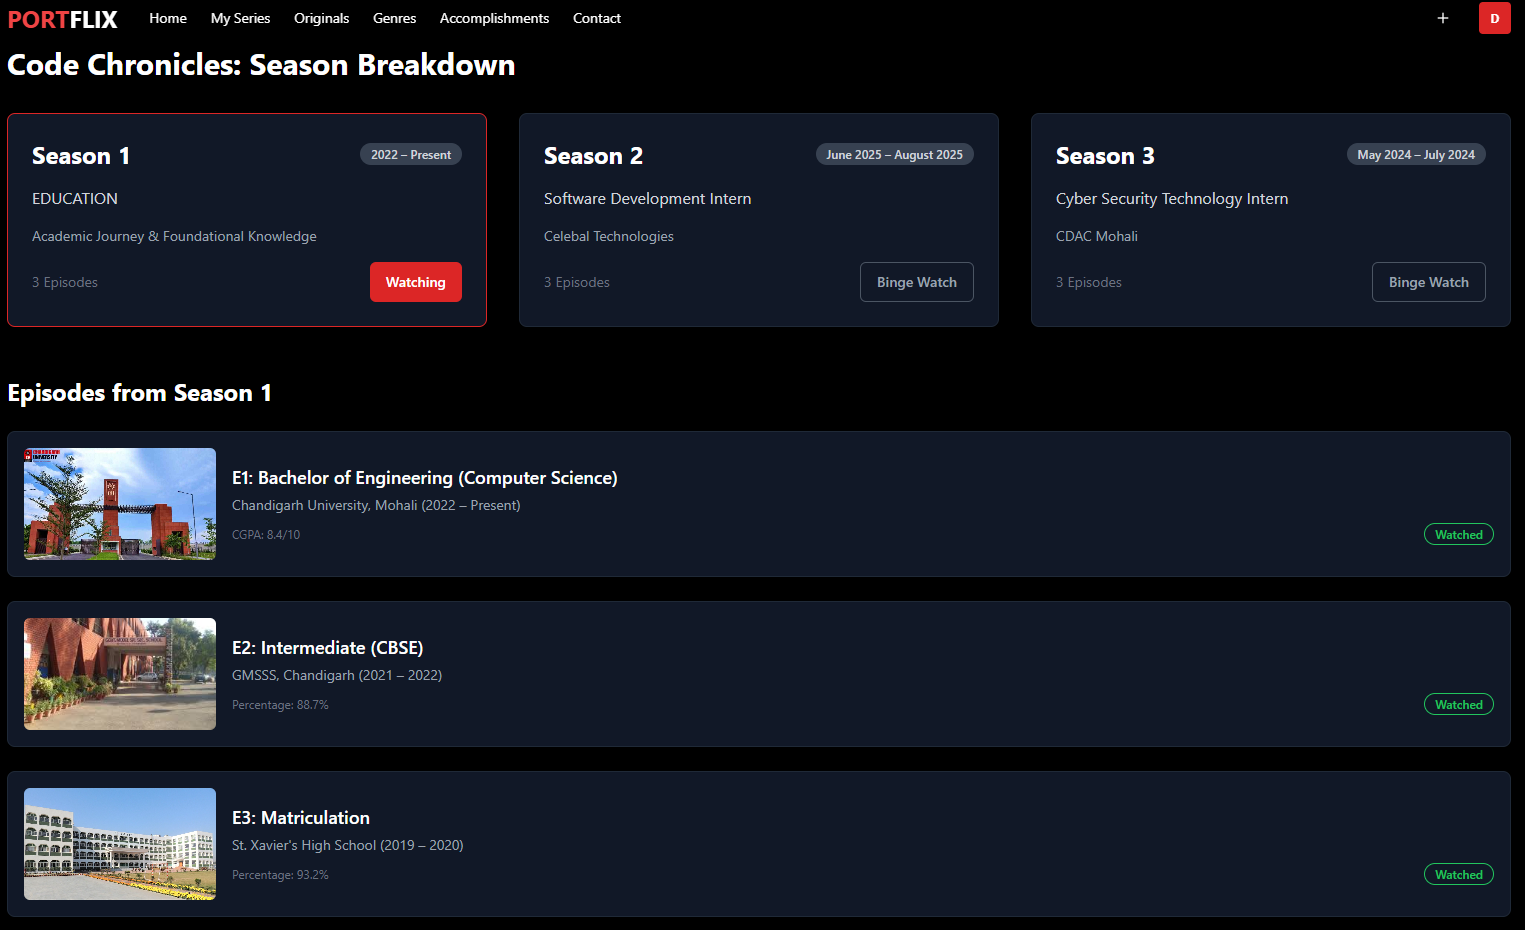 PORTFLIX Home My Series Originals Genres Accomplishments Contact + D
Code Chronicles: Season Breakdown
Season 1 2022 – Present
EDUCATION
Academic Journey & Foundational Knowledge
3 Episodes Watching
Season 2 June 2025 – August 2025
Software Development Intern
Celebal Technologies
3 Episodes Binge Watch
Season 3 May 2024 – July 2024
Cyber Security Technology Intern
CDAC Mohali
3 Episodes Binge Watch
Episodes from Season 1
CHANDIGARH
UNIVERSITY
E1: Bachelor of Engineering (Computer Science)
Chandigarh University, Mohali (2022 – Present)
CGPA: 8.4/10
Watched
E2: Intermediate (CBSE)
GMSSS, Chandigarh (2021 – 2022)
Percentage: 88.7%
Watched
E3: Matriculation
St. Xavier's High School (2019 – 2020)
Percentage: 93.2%
Watched